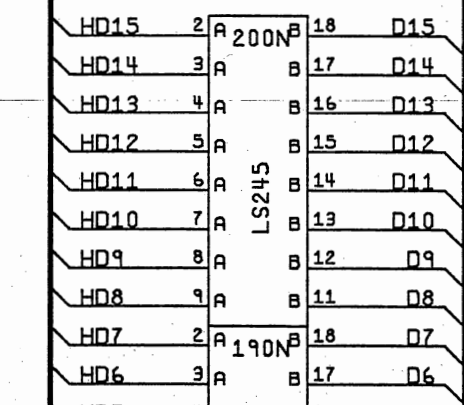 HD15 2 A 200N B 18 D15
HD14 3 A B 17 D14
HD13 4 A B 16 D13
HD12 5 A B 15 D12
HD11 6 A LS245 B 14 D11
HD10 7 A B 13 D10
HD9 8 A B 12 D9
HD8 9 A B 11 D8
HD7 2 A 190N B 18 D7
HD6 3 A B 17 D6